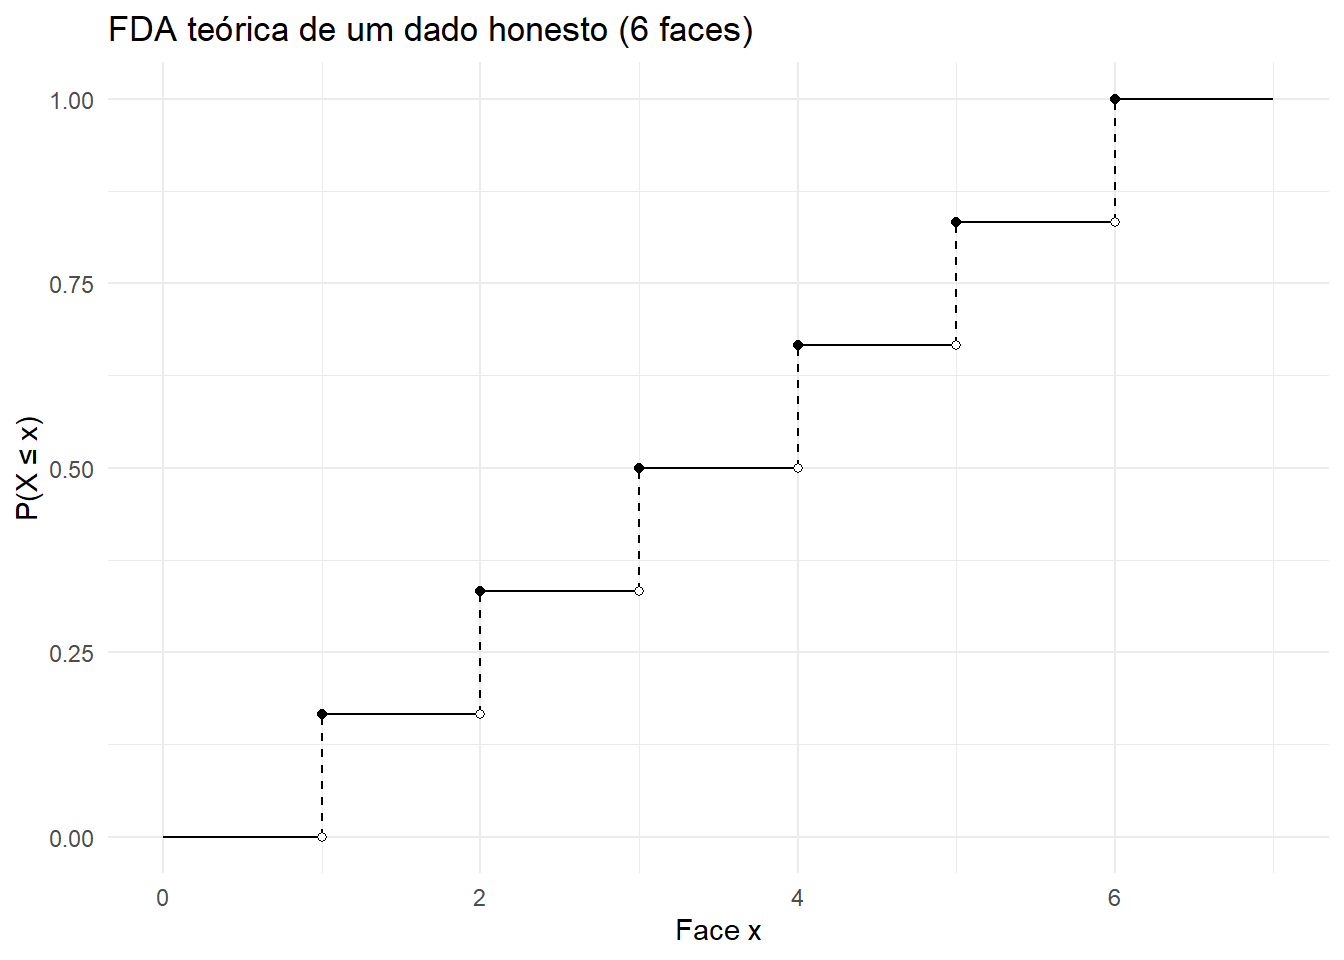 FDA teórica de um dado honesto (6 faces)
P(X ≤ x)
1.00
0.75
0.50
0.25
0.00
0 2 4 6
Face x